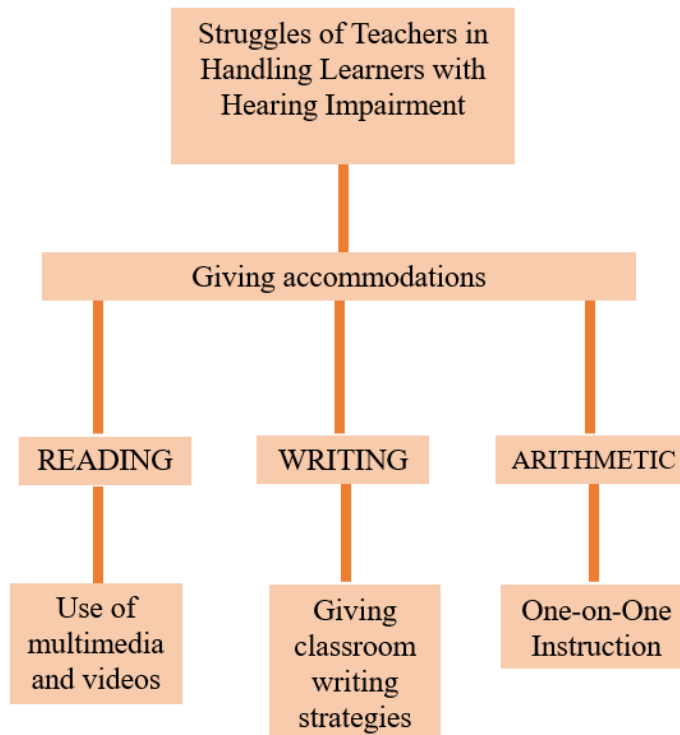 Struggles of Teachers in
Handling Learners with
Hearing Impairment
Giving accommodations
READING
WRITING
ARITHMETIC
Use of
multimedia
and videos
Giving
classroom
writing
strategies
One-on-One
Instruction